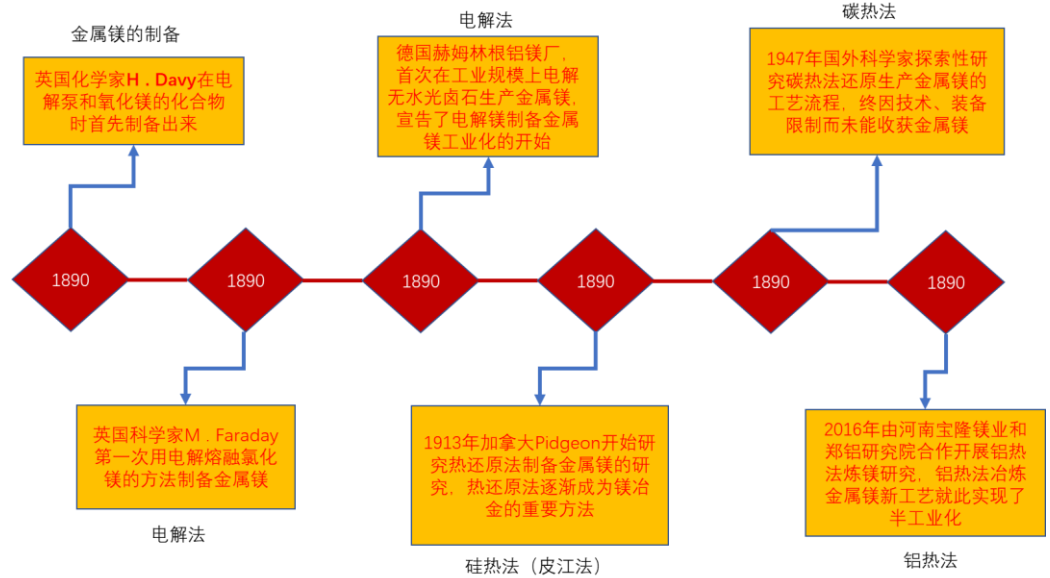 金属镁的制备
英国化学家H . Davy在电
解泵和氧化镁的化合物
时首先制备出来
电解法
德国赫姆林根铝镁厂,
首次在工业规模上电解
无水光卤石生产金属镁,
宣告了电解镁制备金属
镁工业化的开始
碳热法
1947年国外科学家探索性研
究碳热法还原生产金属镁的
工艺流程，终因技术、装备
限制而未能收获金属镁
1890
1890
1890
1890
1890
1890
英国科学家M . Faraday
第一次用电解熔融氯化
镁的方法制备金属镁
电解法
1913年加拿大Pidgeon开始研
究热还原法制备金属镁的研
究，热还原法逐渐成为镁冶
金的重要方法
硅热法（皮江法）
2016年由河南宝隆镁业和
郑铝研究院合作开展铝热
法炼镁研究，铝热法冶炼
金属镁新工艺就此实现了
半工业化
铝热法